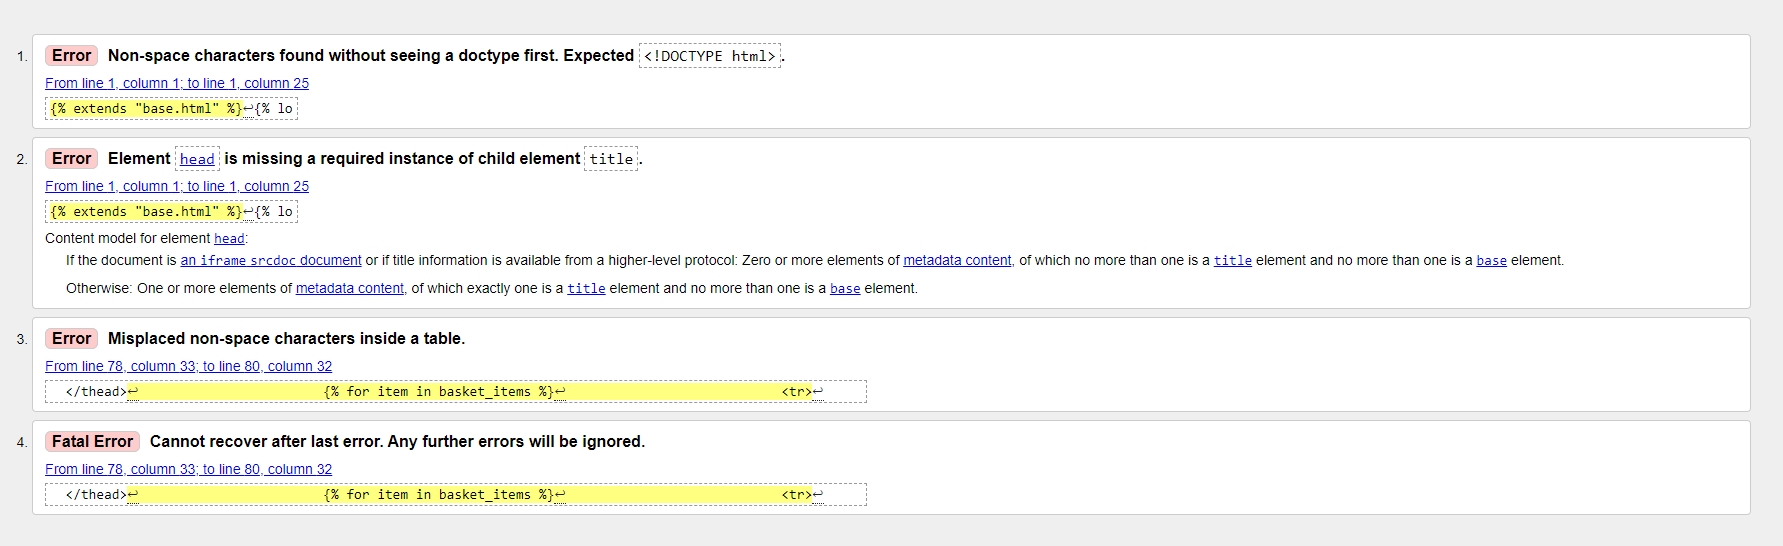 1. Error Non-space characters found without seeing a doctype first. Expected <!DOCTYPE html>.
From line 1, column 1; to line 1, column 25
{% extends "base.html" %}↩{% lo
2. Error Element head is missing a required instance of child element title.
From line 1, column 1; to line 1, column 25
{% extends "base.html" %}↩{% lo
Content model for element head:
If the document is an iframe srcdoc document or if title information is available from a higher-level protocol: Zero or more elements of metadata content, of which no more than one is a title element and no more than one is a base element.
Otherwise: One or more elements of metadata content, of which exactly one is a title element and no more than one is a base element.
3. Error Misplaced non-space characters inside a table.
From line 78, column 33; to line 80, column 32
</thead>↩ {% for item in basket_items %}↩ <tr>↩
4. Fatal Error Cannot recover after last error. Any further errors will be ignored.
From line 78, column 33; to line 80, column 32
</thead>↩ {% for item in basket_items %}↩ <tr>↩